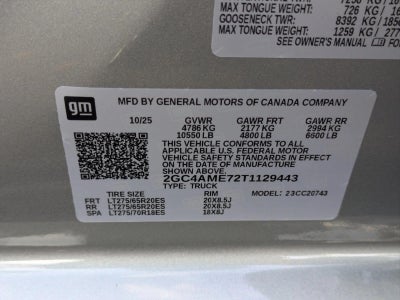 MAX TONGUE WEIGHT:
726 KG /
GOOSENECK TWR:
8392 KG /
MAX TONGUE WEIGHT:
1259 KG / 277
SEE OWNER'S MANUAL
gm
MFD BY GENERAL MOTORS OF CANADA COMPANY
10/25 GVWR GAWR FRT GAWR RR
4786 KG 2177 KG 2994 KG
10550 LB 4800 LB 6600 LB
THIS VEHICLE CONFORMS TO ALL
APPLICABLE U.S. FEDERAL MOTOR
VEHICLE SAFETY STANDARDS IN
EFFECT ON THE DATE OF
MANUFACTURE SHOWN ABOVE.
2GC4AME72T1129443
TYPE: TRUCK MODEL: 23CC20743
TIRE SIZE RIM
FRT LT275/65R20ES 20X8.5J
RR LT275/65R20ES 20X8.5J
SPA LT275/70R18ES 18X8J